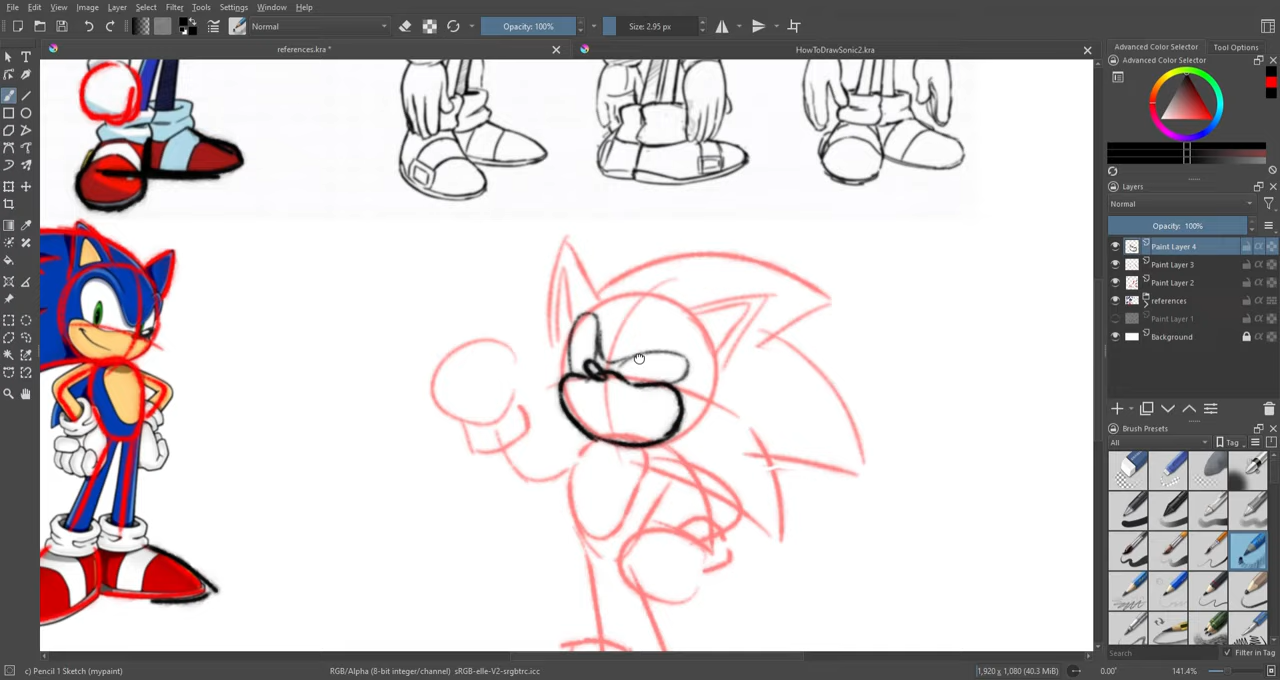 File Edit View Image Layer Select Filter Tools Settings Window Help
Normal
Opacity: 100%
Size: 2.95 px
references.kra *
HowToDrawSonic2.kra
Advanced Color Selector
Tool Options
Advanced Color Selector
Layers
Normal
Opacity: 100%
Paint Layer 4
Paint Layer 3
Paint Layer 2
references
Paint Layer 1
Background
Brush Presets
All
Tag
Search
Filter in Tag
c) Pencil 1 Sketch (mypaint)
RGB/Alpha (8-bit integer/channel) sRGB-elle-V2-srgbtrc.icc
1,920 x 1,080 (40.3 MiB)
0.00°
141.4%